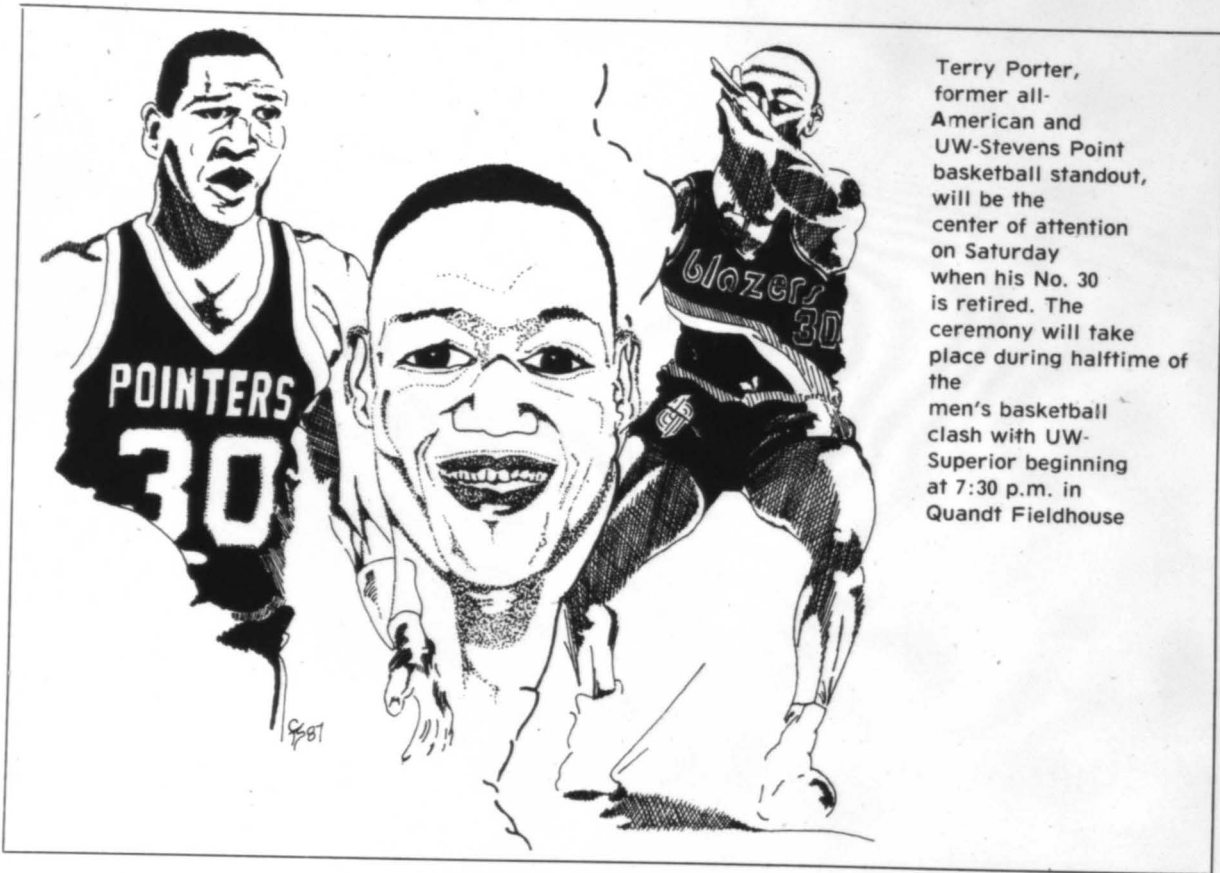 Terry Porter,
former all-
American and
UW-Stevens Point
basketball standout,
will be the
center of attention
on Saturday
when his No. 30
is retired. The
ceremony will take
place during halftime of
the
men's basketball
clash with UW-
Superior beginning
at 7:30 p.m. in
Quandt Fieldhouse
POINTERS
30
blazers
30
87